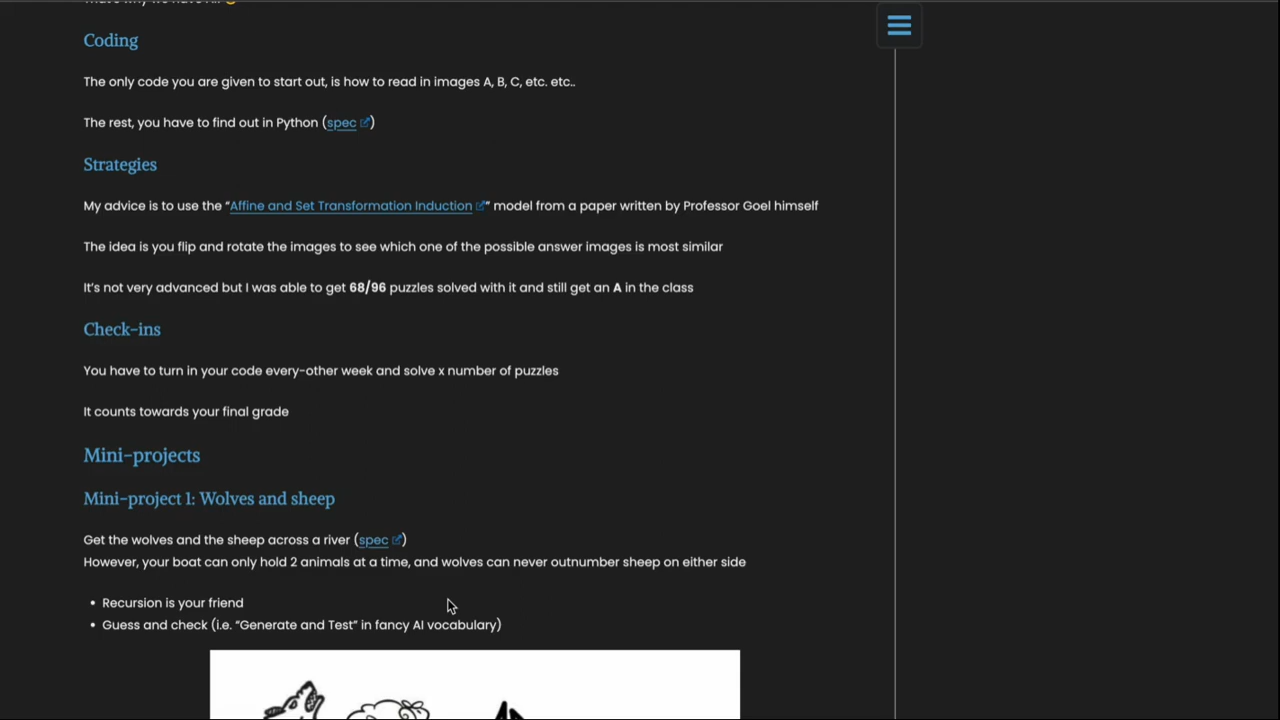 Coding
The only code you are given to start out, is how to read in images A, B, C, etc. etc..
The rest, you have to find out in Python (spec)
Strategies
My advice is to use the “Affine and Set Transformation Induction” model from a paper written by Professor Goel himself
The idea is you flip and rotate the images to see which one of the possible answer images is most similar
It’s not very advanced but I was able to get 68/96 puzzles solved with it and still get an A in the class
Check-ins
You have to turn in your code every-other week and solve x number of puzzles
It counts towards your final grade
Mini-projects
Mini-project 1: Wolves and sheep
Get the wolves and the sheep across a river (spec)
However, your boat can only hold 2 animals at a time, and wolves can never outnumber sheep on either side
• Recursion is your friend
• Guess and check (i.e. “Generate and Test” in fancy AI vocabulary)